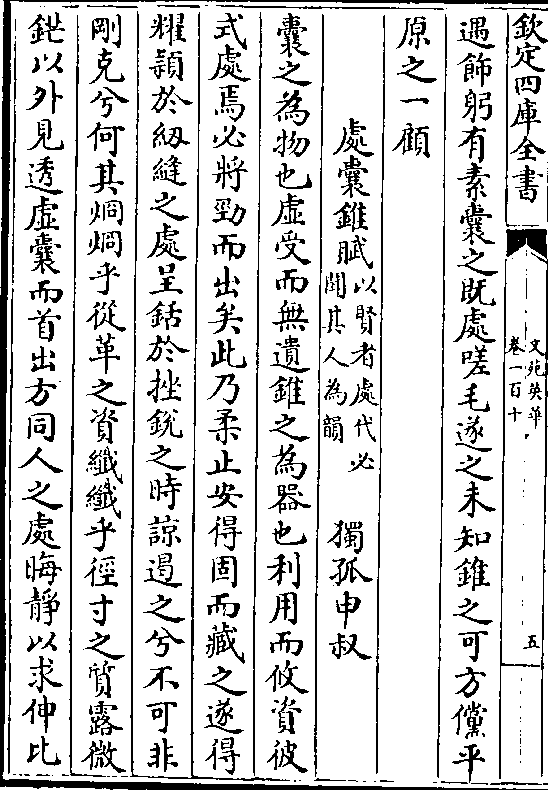 欽定四庫全書
文苑英華
卷一百十
五
遇飾躬有素囊之既處嗟毛遂之未知錐之可方儻平
原之一顧
處囊錐賦以賢者處代必
聞其人為韻
獨孤申叔
囊之為物也虛受而無遺錐之為器也利用而攸資彼
式處焉必將勁而出矣此乃柔止安得固而藏之遂得
耀穎於紉縫之處呈銛於挫銳之時諒遏之兮不可非
剛克兮何其烱烱乎從革之資纖纖乎徑寸之質露微
鋩以外見透虛囊而首出方同人之處晦靜以求伸比